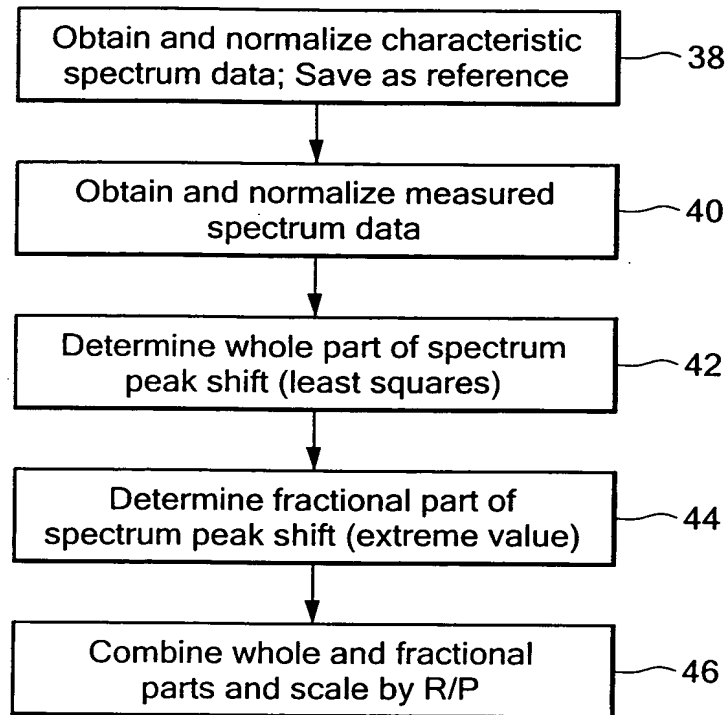 Obtain and normalize characteristic
spectrum data; Save as reference
38
Obtain and normalize measured
spectrum data
40
Determine whole part of spectrum
peak shift (least squares)
42
Determine fractional part of
spectrum peak shift (extreme value)
44
Combine whole and fractional
parts and scale by R/P
46